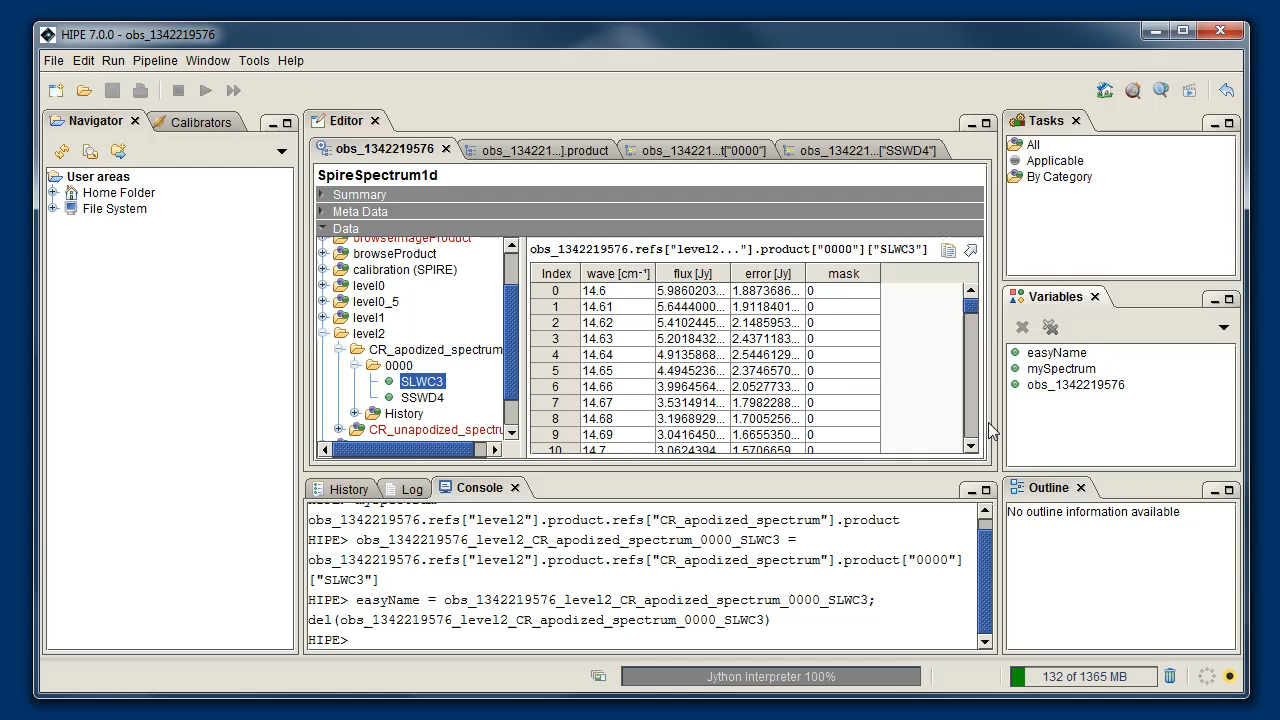 HIPE 7.0.0 - obs_1342219576
File Edit Run Pipeline Window Tools Help
Navigator
Calibrators
User areas
Home Folder
File System
Editor
obs_1342219576
obs_134221...].product
obs_134221...t["0000"]
obs_134221...["SSWD4"]
SpireSpectrum1d
Summary
Meta Data
Data
browseImageProduct
browseProduct
calibration (SPIRE)
level0
level0_5
level1
level2
CR_apodized_spectrum
0000
SLWC3
SSWD4
History
CR_unapodized_spectru
obs_1342219576.refs["level2..."].product["0000"]["SLWC3"]
Index wave [cm⁻¹] flux [Jy] error [Jy] mask
0 14.6 5.9860203... 1.8873686... 0
1 14.61 5.6444000... 1.9118401... 0
2 14.62 5.4102445... 2.1485953... 0
3 14.63 5.2018432... 2.4371183... 0
4 14.64 4.9135868... 2.5446129... 0
5 14.65 4.4945236... 2.3746570... 0
6 14.66 3.9964564... 2.0527733... 0
7 14.67 3.5314914... 1.7982288... 0
8 14.68 3.1968929... 1.7005256... 0
9 14.69 3.0416450... 1.6655350... 0
10 14.7 3.0624394... 1.5706659... 0
History
Log
Console
obs_1342219576.refs["level2"].product.refs["CR_apodized_spectrum"].product
HIPE> obs_1342219576_level2_CR_apodized_spectrum_0000_SLWC3 =
obs_1342219576.refs["level2"].product.refs["CR_apodized_spectrum"].product["0000"]
["SLWC3"]
HIPE> easyName = obs_1342219576_level2_CR_apodized_spectrum_0000_SLWC3;
del(obs_1342219576_level2_CR_apodized_spectrum_0000_SLWC3)
HIPE>
Tasks
All
Applicable
By Category
Variables
easyName
mySpectrum
obs_1342219576
Outline
No outline information available
Jython Interpreter 100%
132 of 1365 MB